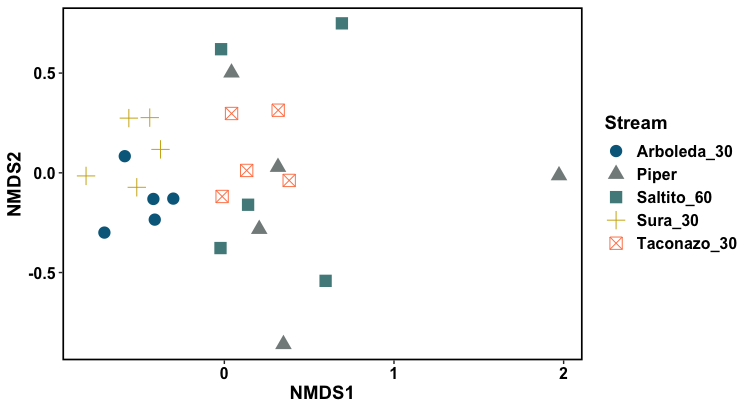 0.5
0.0
-0.5
NMDS2
0
1
2
NMDS1
Stream
Arboleda_30
Piper
Saltito_60
Sura_30
Taconazo_30